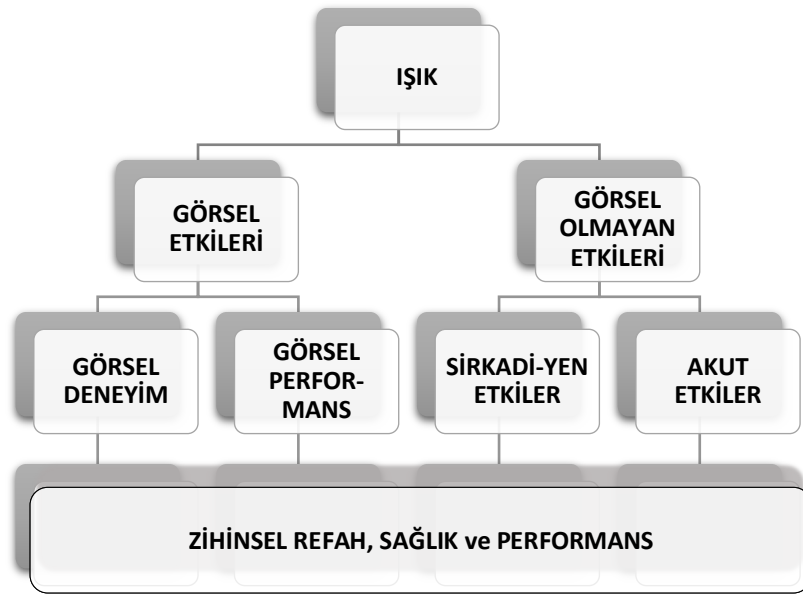 IŞIK
GÖRSEL
ETKİLERİ
GÖRSEL
OLMAYAN
ETKİLERİ
GÖRSEL
DENEYİM
GÖRSEL
PERFOR-
MANS
SİRKADİ-YEN
ETKİLER
AKUT
ETKİLER
ZİHİNSEL REFAH, SAĞLIK ve PERFORMANS